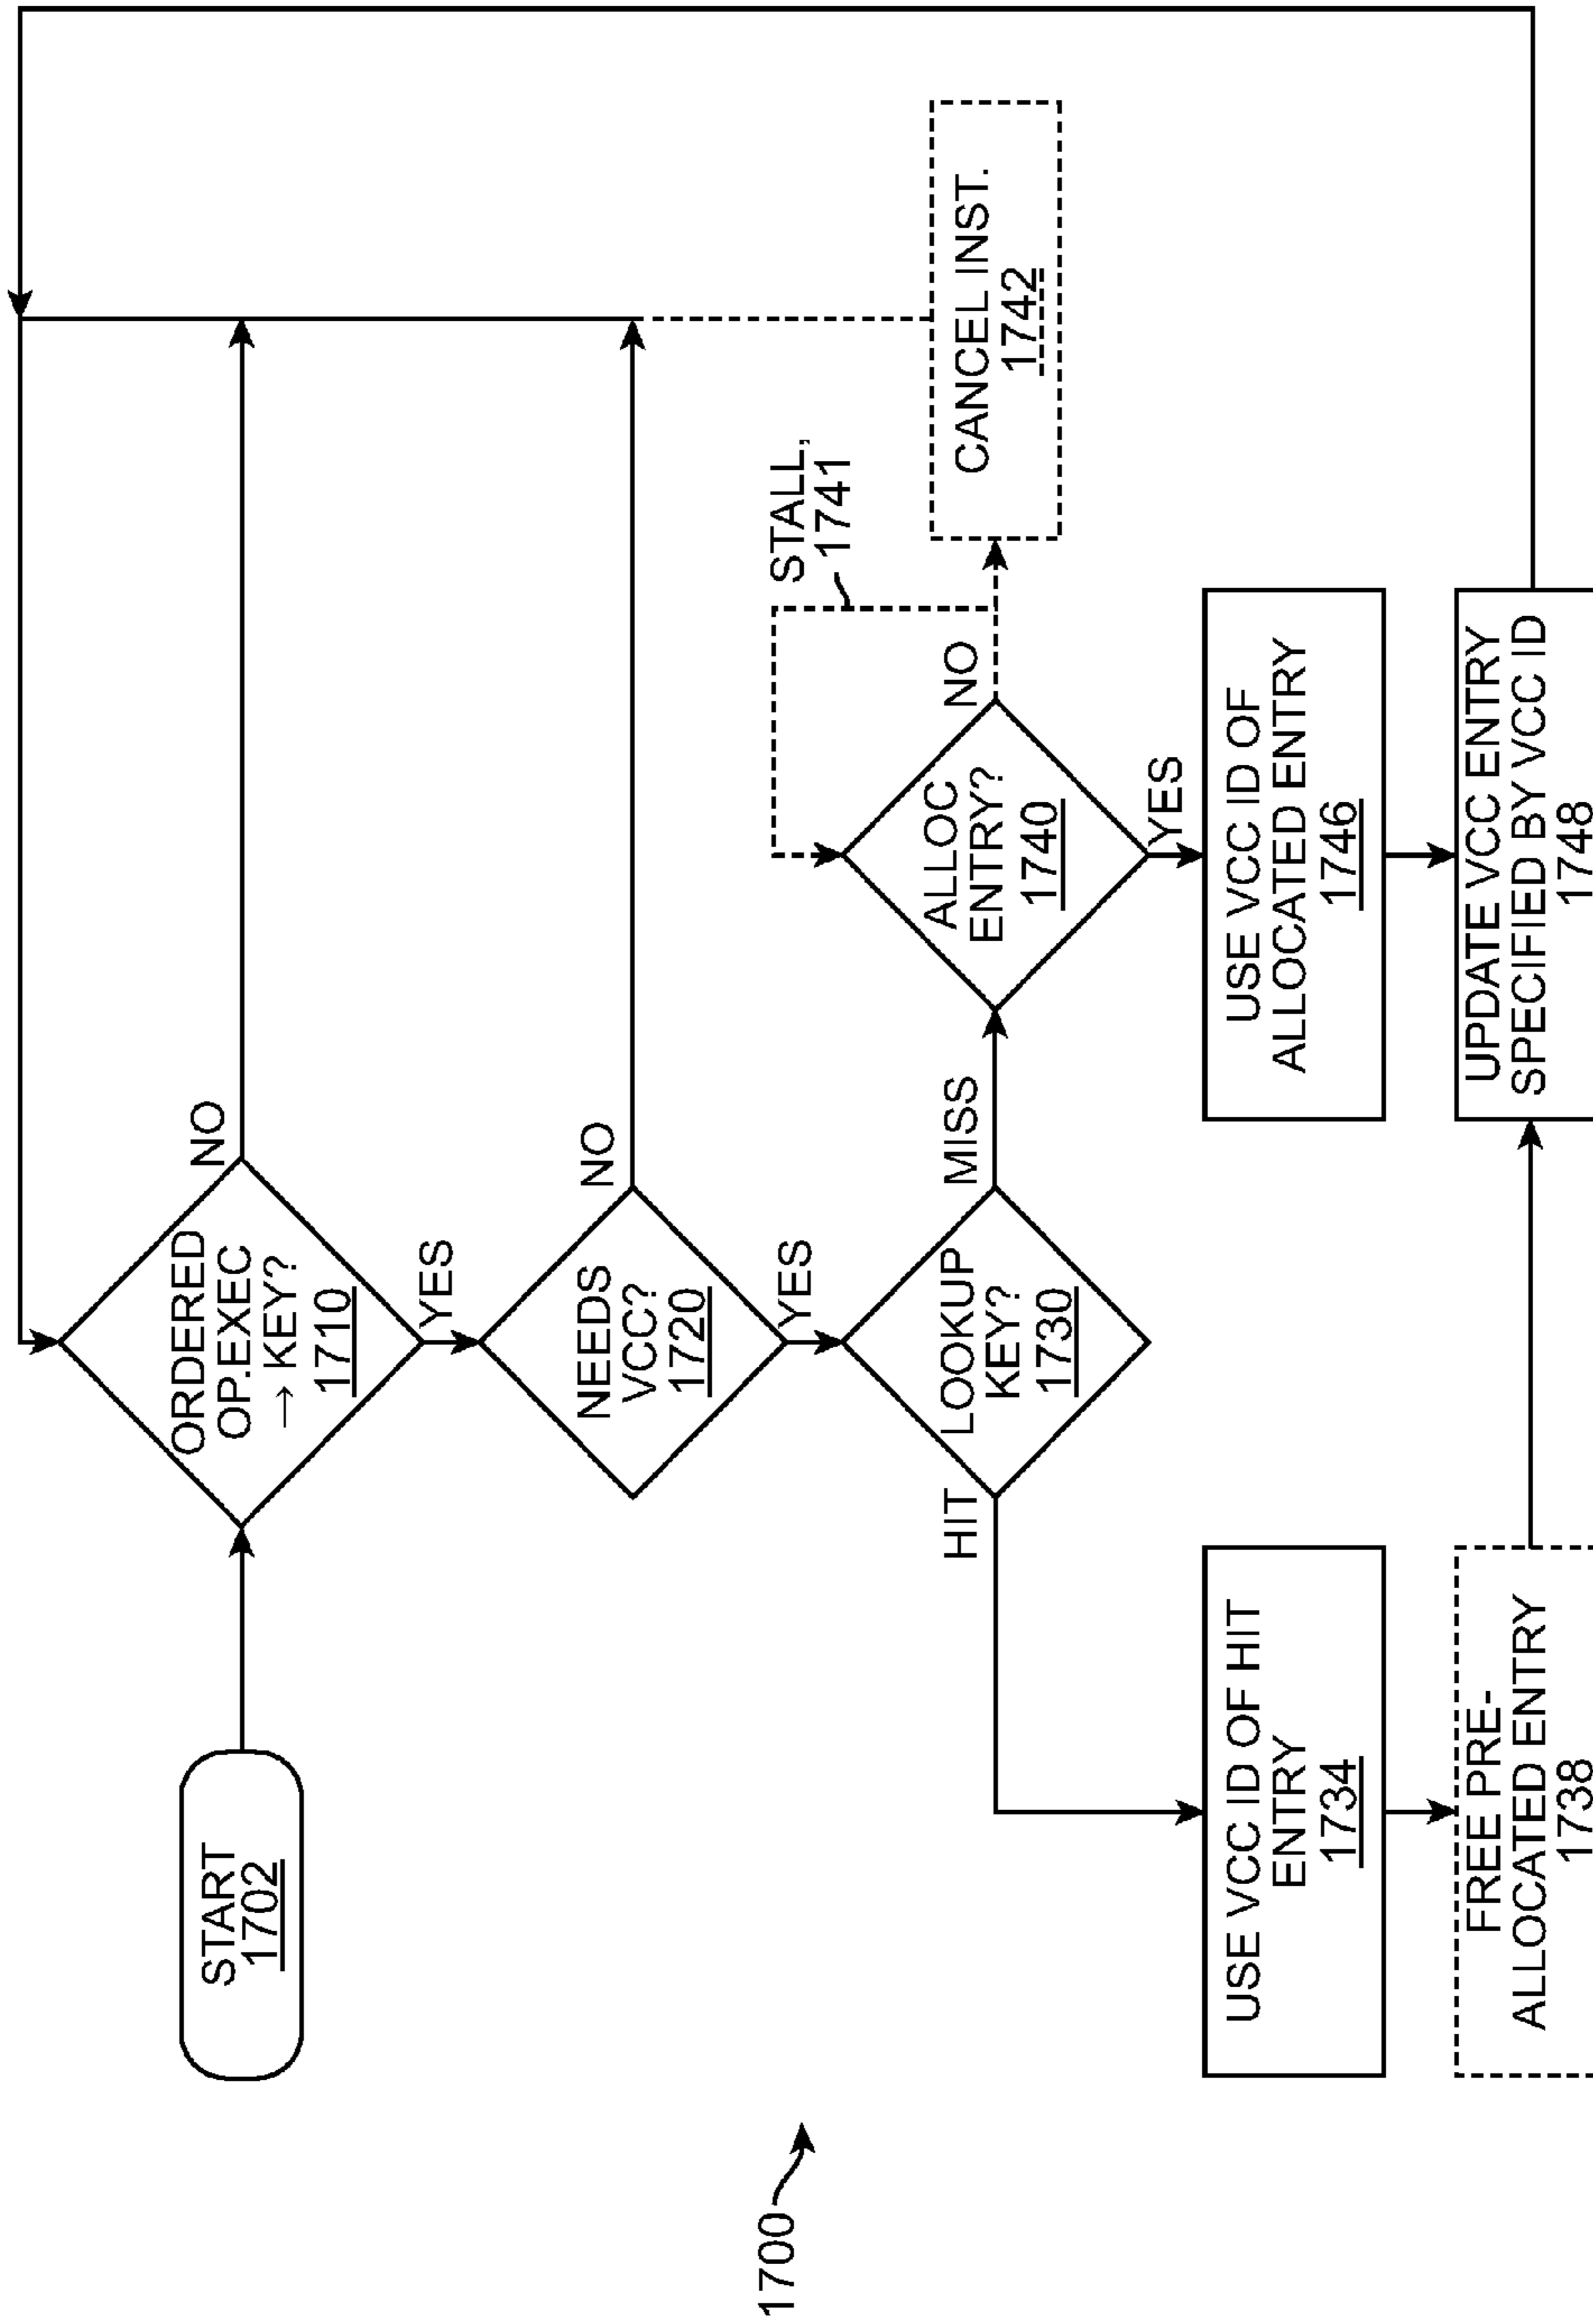 1700
START
1702
ORDERED
OP.EXEC
→ KEY?
1710
NO
YES
NEEDS
VCC?
1720
NO
YES
LOOKUP
KEY?
1730
HIT
MISS
ALLOC
ENTRY?
1740
NO
YES
STALL,
1741
CANCEL INST.
1742
USE VCC ID OF HIT
ENTRY
1734
USE VCC ID OF
ALLOCATED ENTRY
1746
FREE PRE-
ALLOCATED ENTRY
1738
UPDATE VCC ENTRY
SPECIFIED BY VCC ID
1748